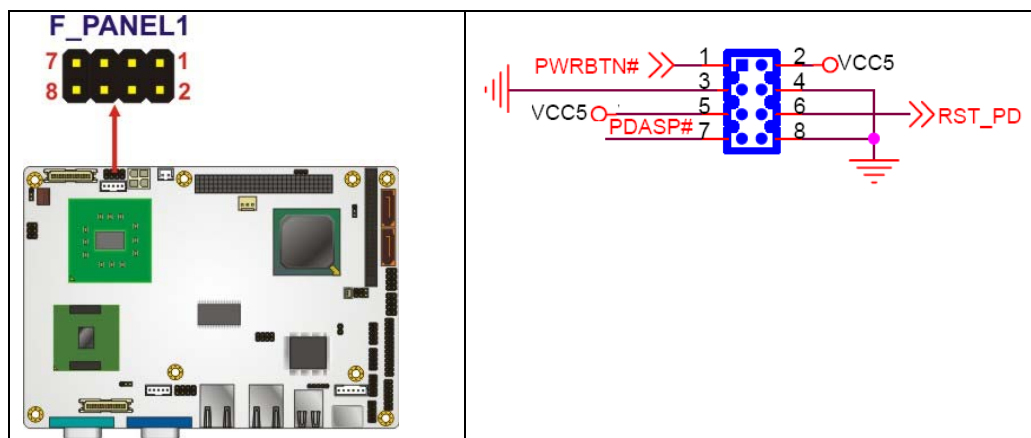 F_PANEL1
7 1
8 2
PWRBTN# 1 2 VCC5
3 4
VCC5 5 6 RST_PD
PDASP# 7 8